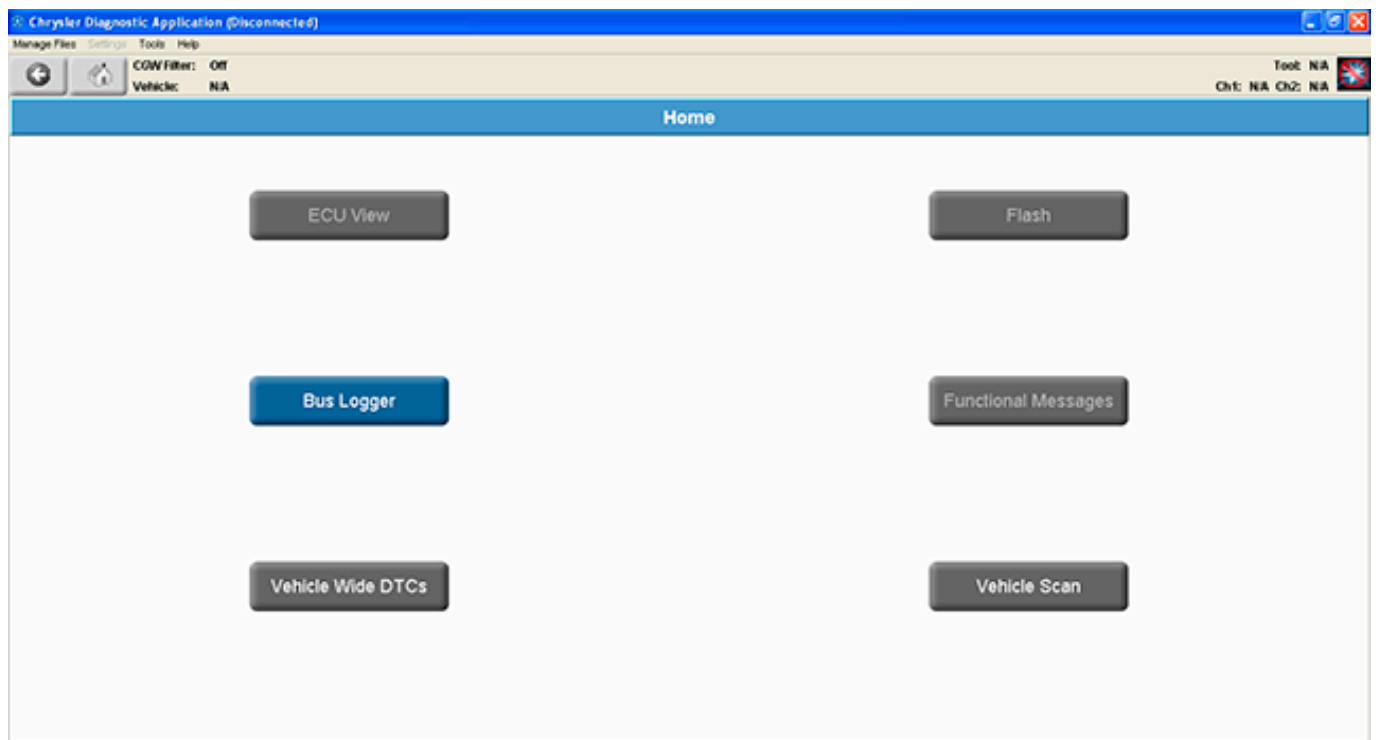 Chrysler Diagnostic Application (Disconnected)
Manage Files Settings Tools Help
CGW Filter: Off
Tool: N/A
Vehicle: N/A
Ch1: N/A Ch2: N/A
Home
ECU View
Flash
Bus Logger
Functional Messages
Vehicle Wide DTCs
Vehicle Scan